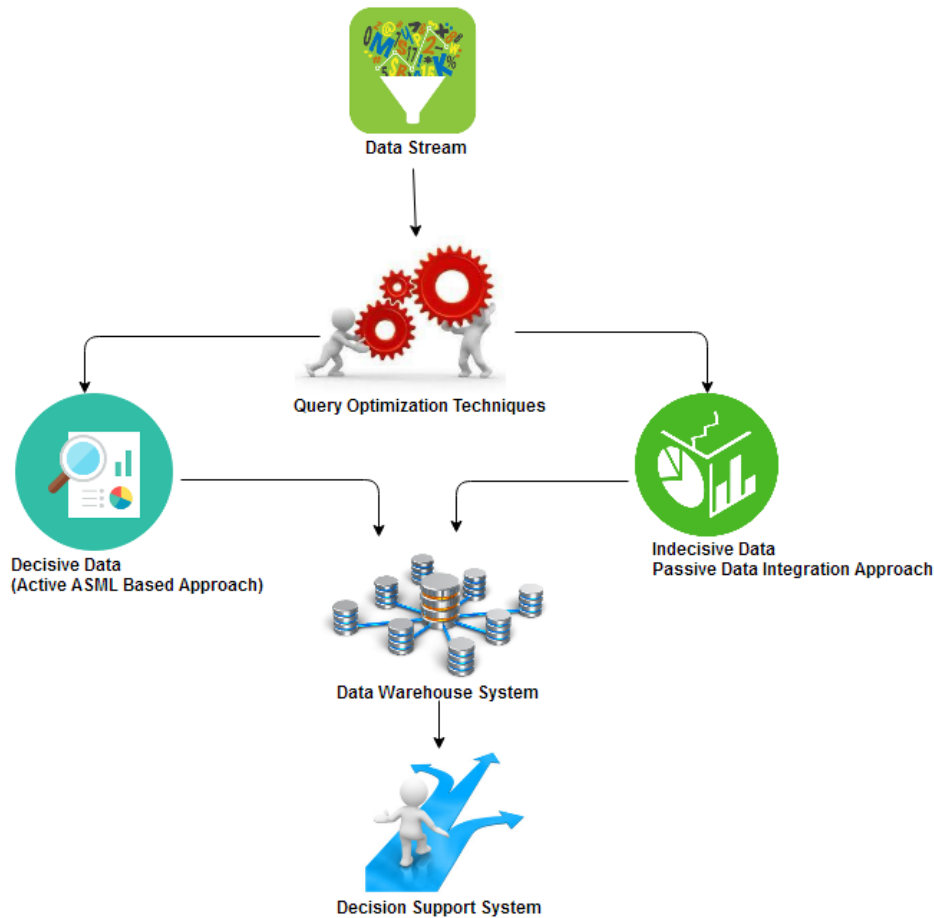 Data Stream
Query Optimization Techniques
Decisive Data
(Active ASML Based Approach)
Indecisive Data
Passive Data Integration Approach
Data Warehouse System
Decision Support System